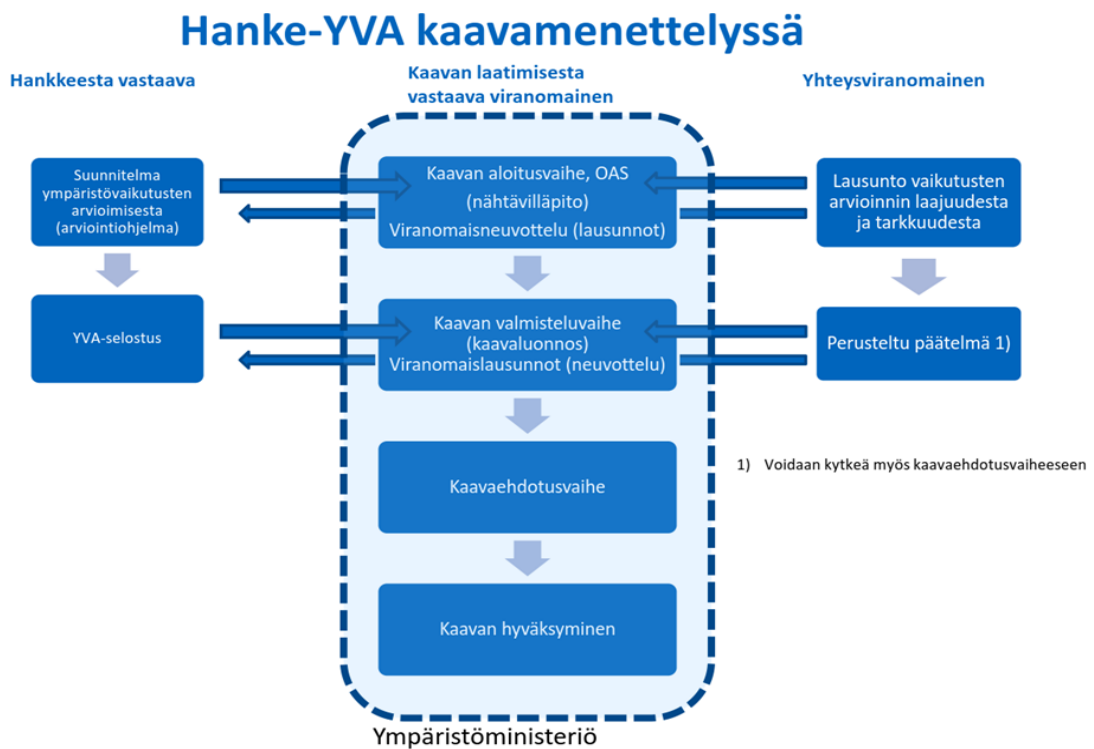 Hanke-YVA kaavamenettelyssä
Hankkeesta vastaava
Kaavan laatimisesta
vastaava viranomainen
Yhteysviranomainen
Suunnitelma
ympäristövaikutusten
arvioimisesta
(arviointiohjelma)
Kaavan aloitusvaihe, OAS
(nähtävilläpito)
Viranomaisneuvottelu (lausunnot)
Lausunto vaikutusten
arvioinnin laajuudesta
ja tarkkuudesta
YVA-selostus
Kaavan valmisteluvaihe
(kaavaluonnos)
Viranomaislausunnot (neuvottelu)
Perusteltu päätelmä 1)
Kaavaehdotusvaihe
1) Voidaan kytkeä myös kaavaehdotusvaiheeseen
Kaavan hyväksyminen
Ympäristöministeriö